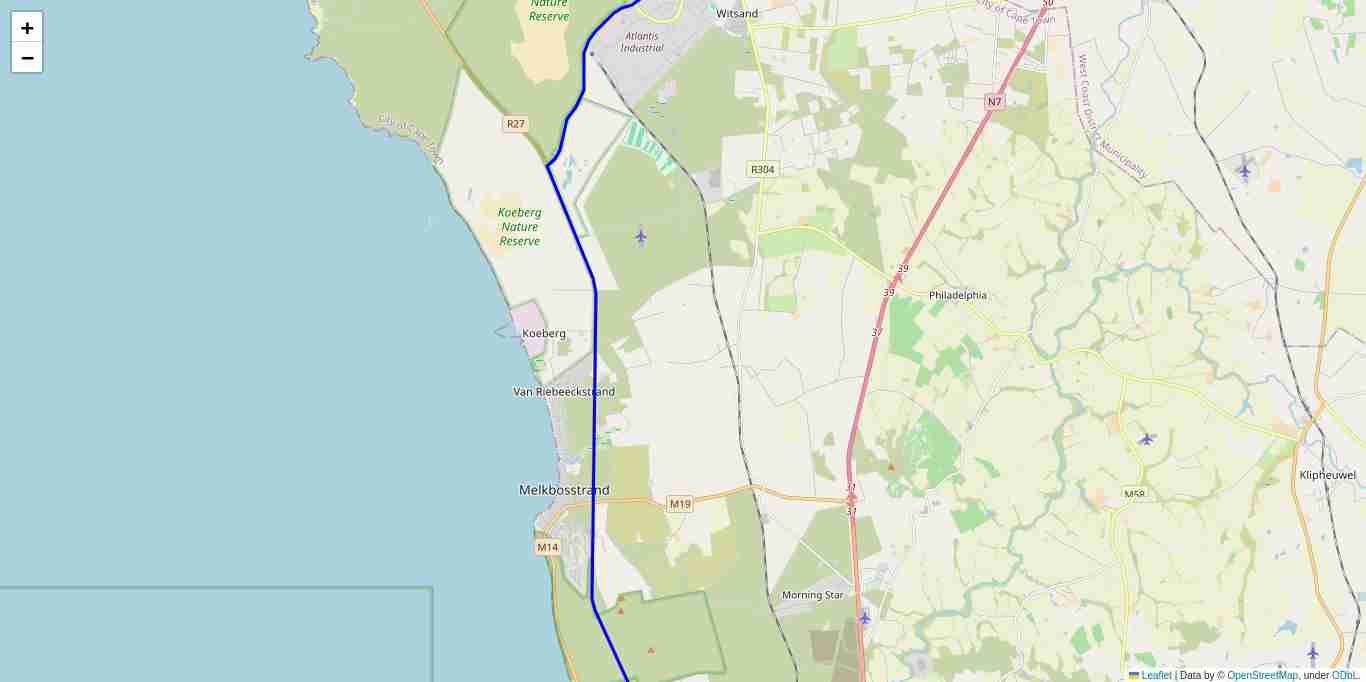 +
−
Nature
Reserve
Witsand
50
City of Cape Town
Atlantis
Industrial
West Coast District Municipality
N7
R27
City of Cape Town
R304
Koeberg
Nature
Reserve
39
39
Philadelphia
37
Koeberg
Van Riebeeckstrand
Klipheuwel
31
Melkbosstrand
M19
M58
31
M14
Morning Star
Leaflet | Data by © OpenStreetMap, under ODbL.